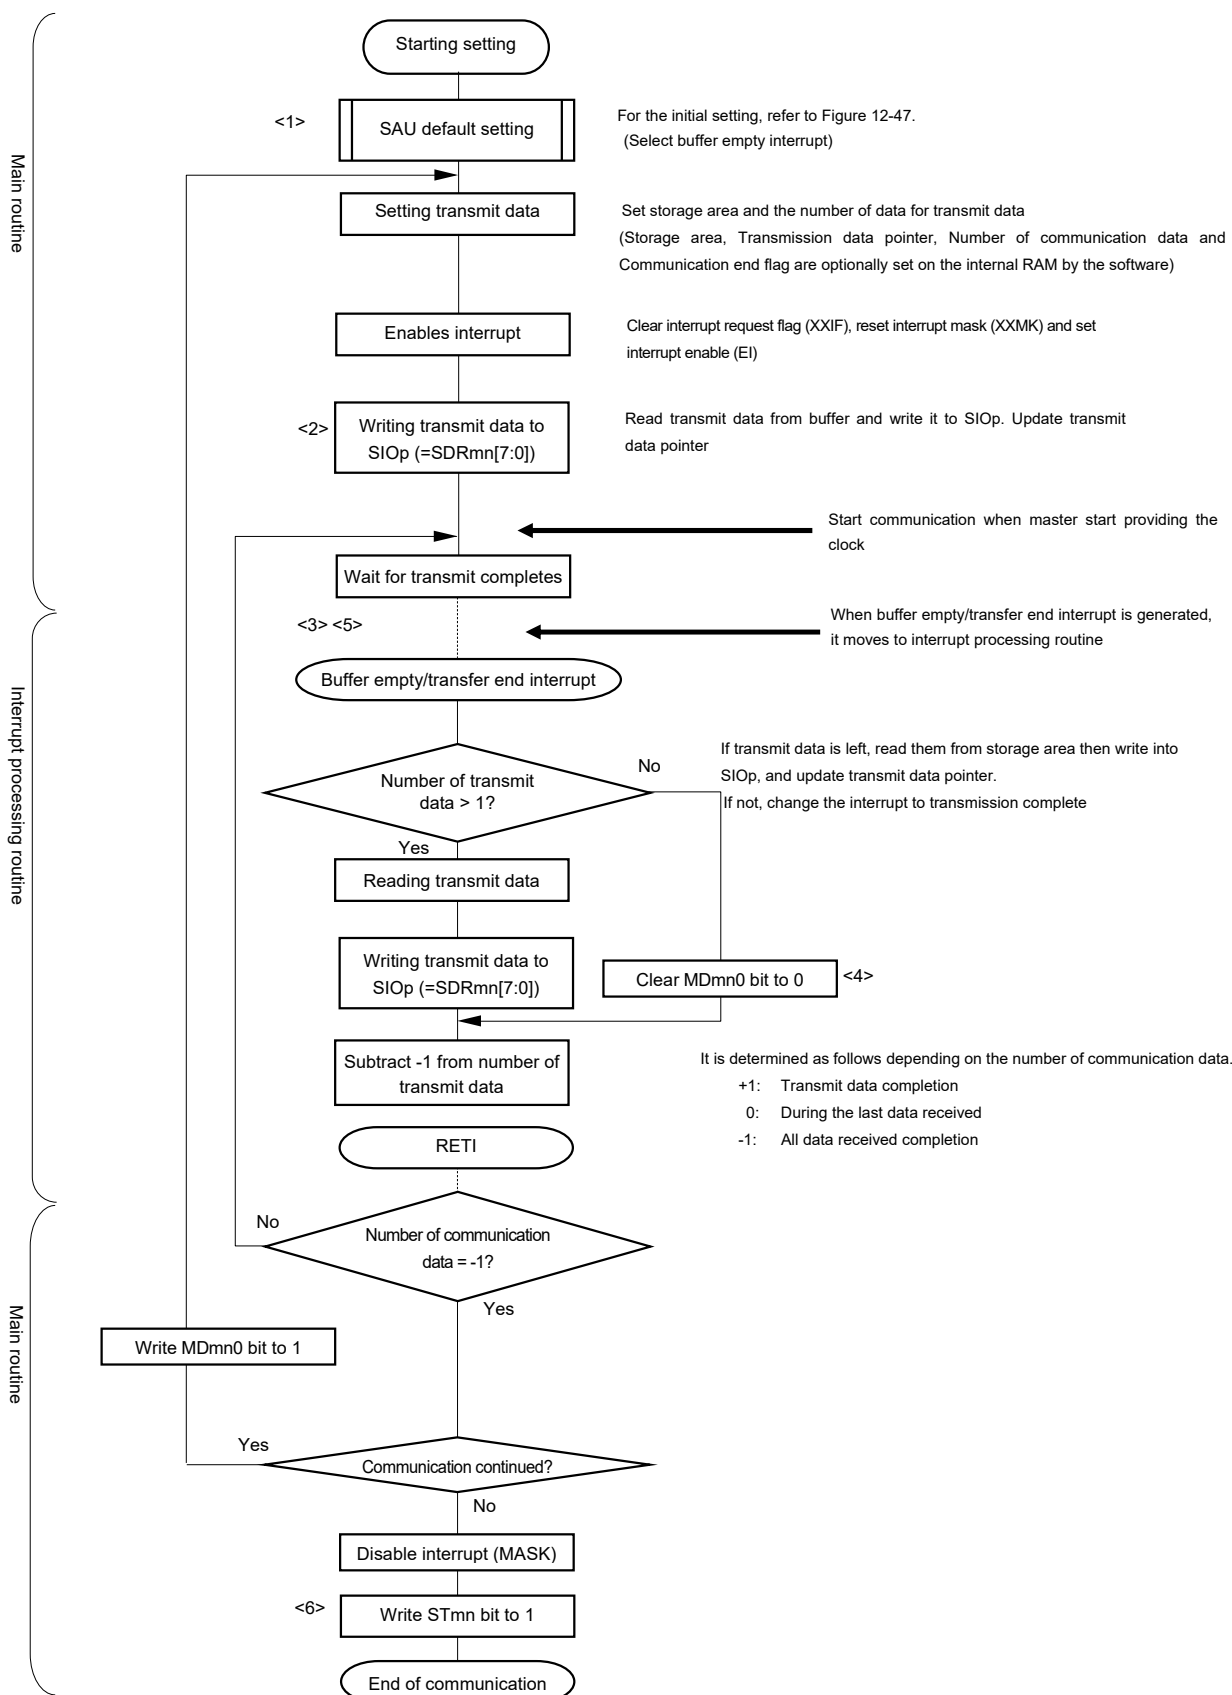 Starting setting
<1>
SAU default setting
For the initial setting, refer to Figure 12-47.
(Select buffer empty interrupt)
Main routine
Setting transmit data
Set storage area and the number of data for transmit data
(Storage area, Transmission data pointer, Number of communication data and
Communication end flag are optionally set on the internal RAM by the software)
Enables interrupt
Clear interrupt request flag (XXIF), reset interrupt mask (XXMK) and set
interrupt enable (EI)
<2>
Writing transmit data to
SIOp (=SDRmn[7:0])
Read transmit data from buffer and write it to SIOp. Update transmit
data pointer
Start communication when master start providing the
clock
Wait for transmit completes
<3> <5>
When buffer empty/transfer end interrupt is generated,
it moves to interrupt processing routine
Buffer empty/transfer end interrupt
Interrupt processing routine
Number of transmit
data > 1?
No
If transmit data is left, read them from storage area then write into
SIOp, and update transmit data pointer.
If not, change the interrupt to transmission complete
Yes
Reading transmit data
Writing transmit data to
SIOp (=SDRmn[7:0])
Clear MDmn0 bit to 0
<4>
Subtract -1 from number of
transmit data
It is determined as follows depending on the number of communication data.
+1: Transmit data completion
0: During the last data received
-1: All data received completion
RETI
No
Number of communication
data = -1?
Yes
Main routine
Write MDmn0 bit to 1
Yes
Communication continued?
No
Disable interrupt (MASK)
<6>
Write STmn bit to 1
End of communication